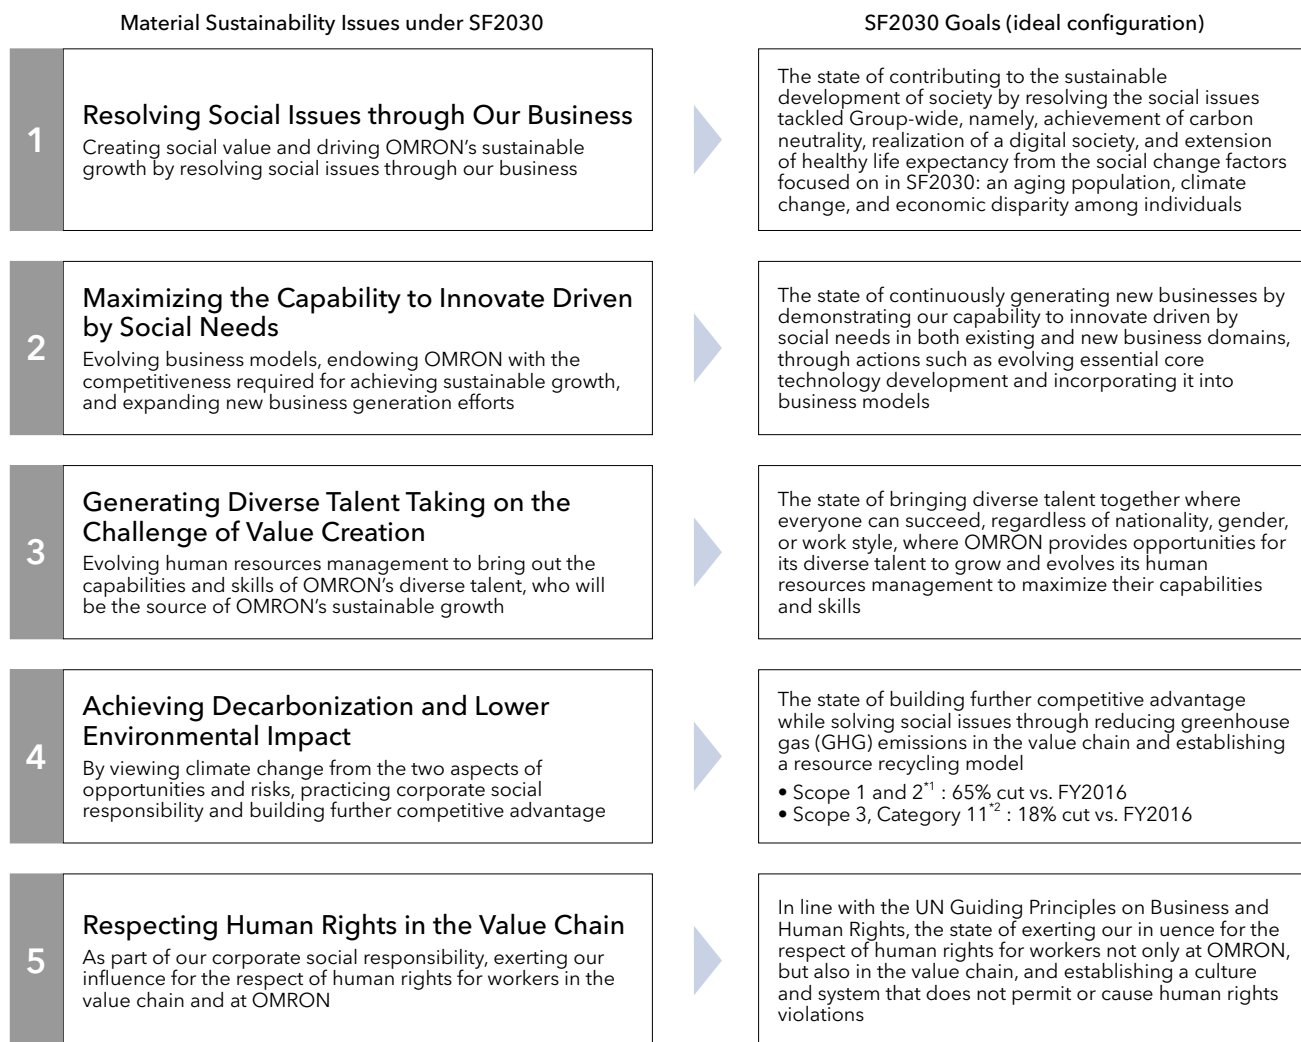 Material Sustainability Issues under SF2030
SF2030 Goals (ideal configuration)
1
Resolving Social Issues through Our Business
Creating social value and driving OMRON's sustainable
growth by resolving social issues through our business
The state of contributing to the sustainable
development of society by resolving the social issues
tackled Group-wide, namely, achievement of carbon
neutrality, realization of a digital society, and extension
of healthy life expectancy from the social change factors
focused on in SF2030: an aging population, climate
change, and economic disparity among individuals
2
Maximizing the Capability to Innovate Driven
by Social Needs
Evolving business models, endowing OMRON with the
competitiveness required for achieving sustainable growth,
and expanding new business generation efforts
The state of continuously generating new businesses by
demonstrating our capability to innovate driven by
social needs in both existing and new business domains,
through actions such as evolving essential core
technology development and incorporating it into
business models
3
Generating Diverse Talent Taking on the
Challenge of Value Creation
Evolving human resources management to bring out the
capabilities and skills of OMRON's diverse talent, who will
be the source of OMRON's sustainable growth
The state of bringing diverse talent together where
everyone can succeed, regardless of nationality, gender,
or work style, where OMRON provides opportunities for
its diverse talent to grow and evolves its human
resources management to maximize their capabilities
and skills
4
Achieving Decarbonization and Lower
Environmental Impact
By viewing climate change from the two aspects of
opportunities and risks, practicing corporate social
responsibility and building further competitive advantage
The state of building further competitive advantage
while solving social issues through reducing greenhouse
gas (GHG) emissions in the value chain and establishing
a resource recycling model
• Scope 1 and 2*1 : 65% cut vs. FY2016
• Scope 3, Category 11*2 : 18% cut vs. FY2016
5
Respecting Human Rights in the Value Chain
As part of our corporate social responsibility, exerting our
influence for the respect of human rights for workers in the
value chain and at OMRON
In line with the UN Guiding Principles on Business and
Human Rights, the state of exerting our in uence for the
respect of human rights for workers not only at OMRON,
but also in the value chain, and establishing a culture
and system that does not permit or cause human rights
violations